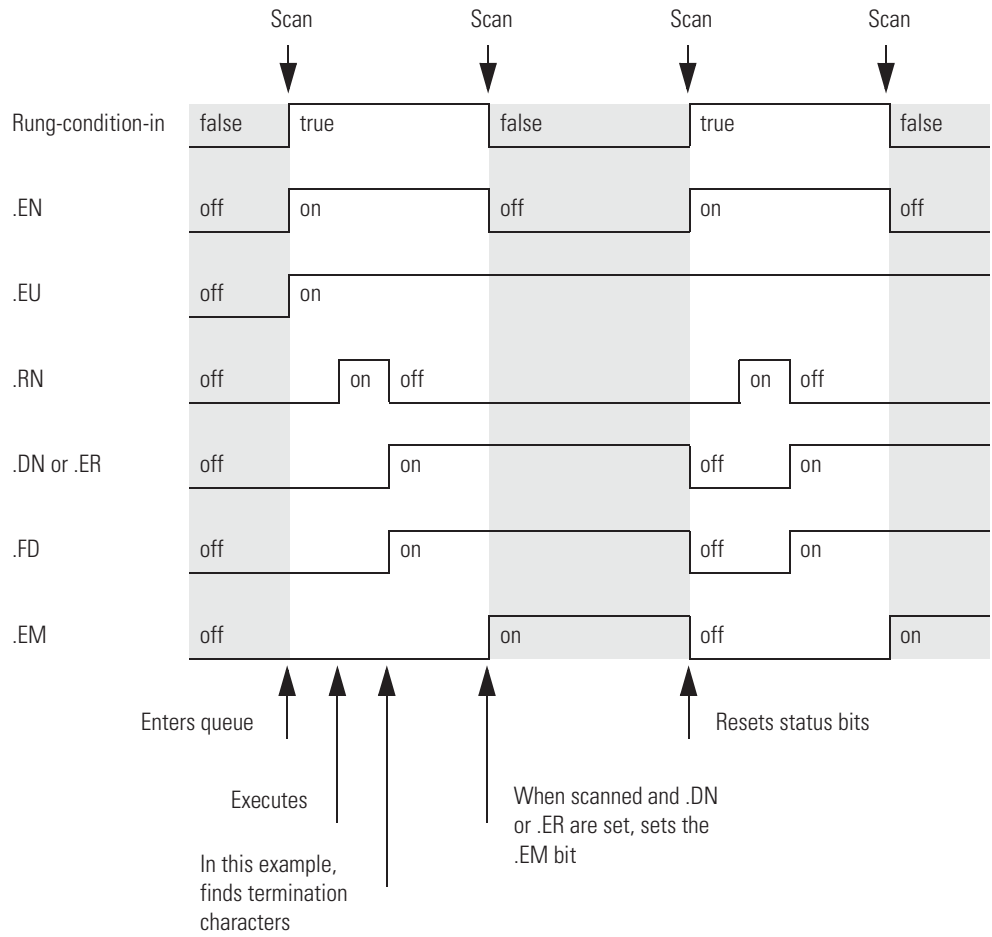 Scan Scan Scan Scan
Rung-condition-in false true false true false
.EN off on off on off
.EU off on
.RN off on off on off
.DN or .ER off on off on
.FD off on off on
.EM off on off on
Enters queue Resets status bits
Executes
When scanned and .DN
or .ER are set, sets the
.EM bit
In this example,
finds termination
characters